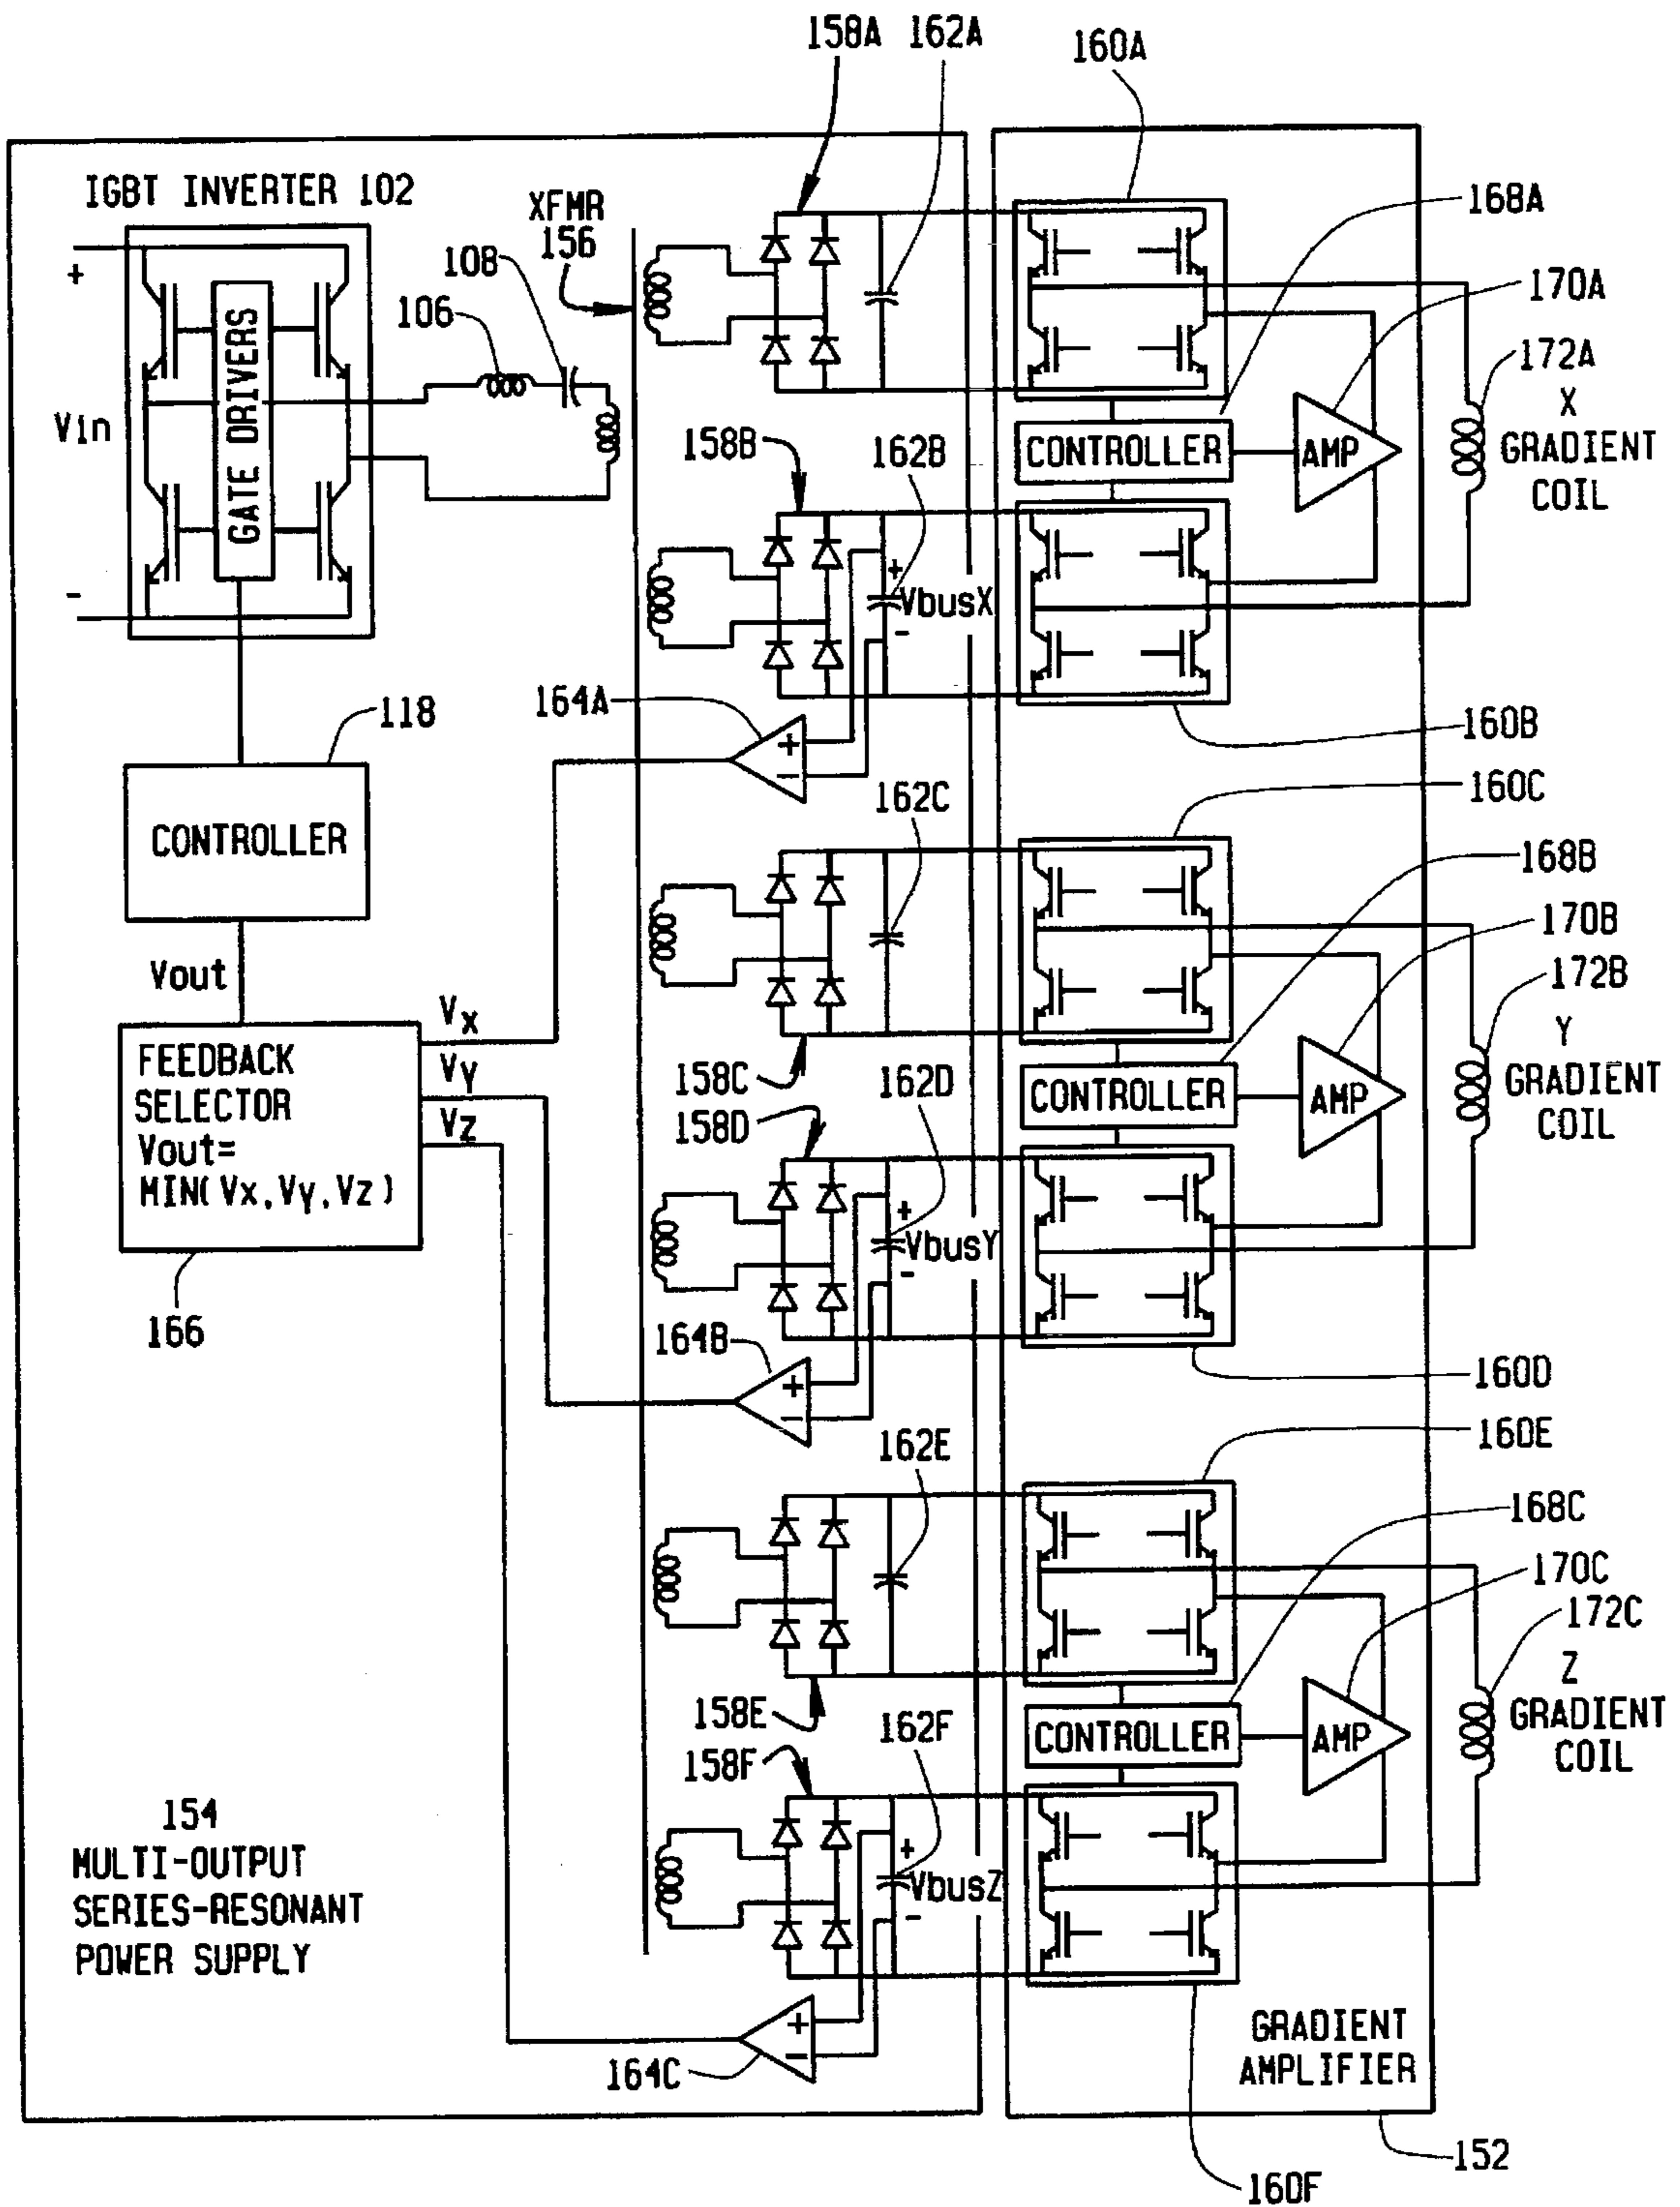 158A 162A
160A
IGBT INVERTER 102
XFMR
156
168A
+
108
106
170A
GATE DRIVERS
172A
X
GRADIENT
COIL
Vin
158B
162B
CONTROLLER
AMP
+
VbusX
-
-
164A
118
160B
+
-
162C
160C
CONTROLLER
168B
170B
172B
Y
GRADIENT
COIL
Vout
Vx
Vy
Vz
FEEDBACK
SELECTOR
Vout=
MIN(Vx,Vy,Vz)
158C
162D
158D
CONTROLLER
AMP
+
VbusY
-
166
164B
160D
+
-
162E
160E
168C
170C
172C
Z
GRADIENT
COIL
158E
162F
158F
CONTROLLER
AMP
154
MULTI-OUTPUT
SERIES-RESONANT
POWER SUPPLY
+
VbusZ
-
+
-
164C
GRADIENT
AMPLIFIER
152
160F